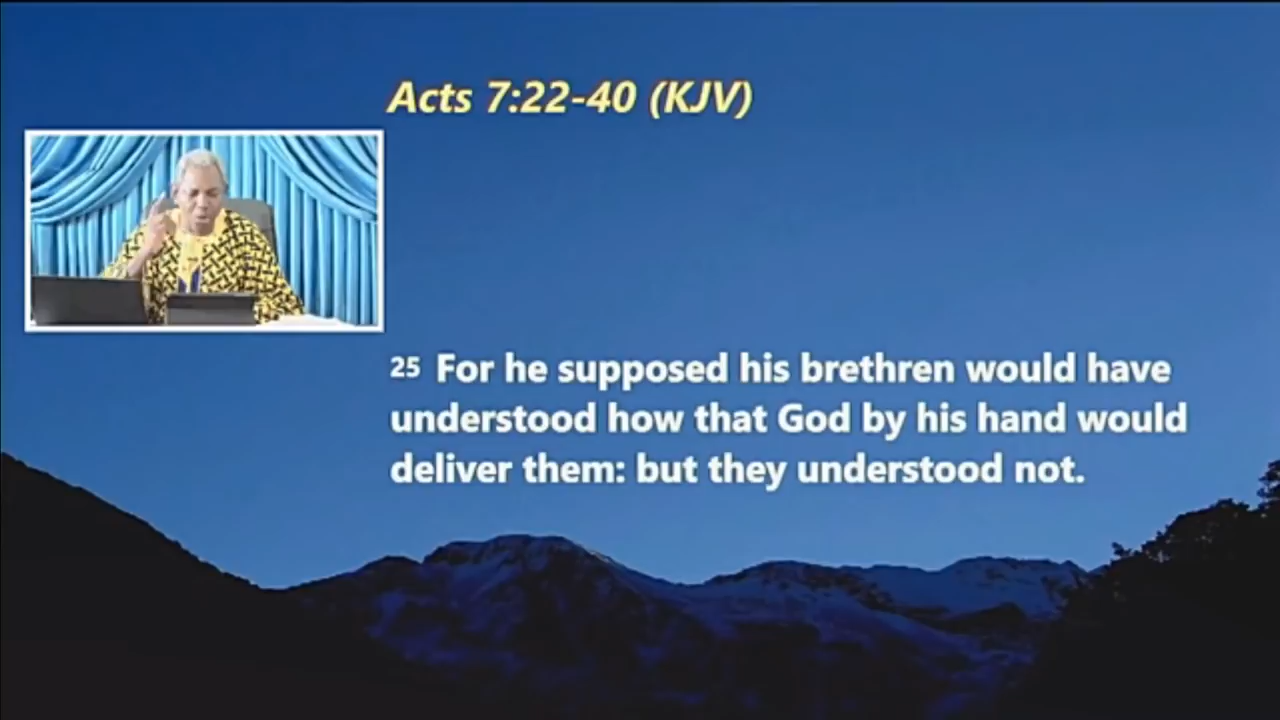 Acts 7:22-40 (KJV)
25 For he supposed his brethren would have
understood how that God by his hand would
deliver them: but they understood not.